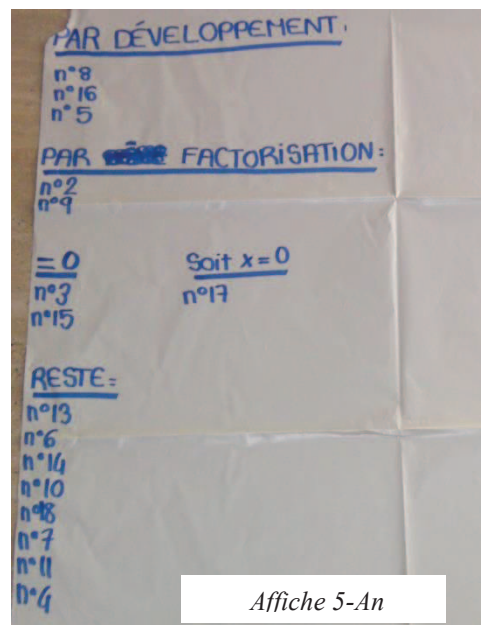 PAR DÉVELOPPEMENT.
n°8
n°16
n°5
PAR FACTORISATION:
n°2
n°9
= 0
n°3
n°15
Soit x = 0
n°17
RESTE:
n°13
n°6
n°14
n°10
n°18
n°7
n°11
n°4
Affiche 5-An